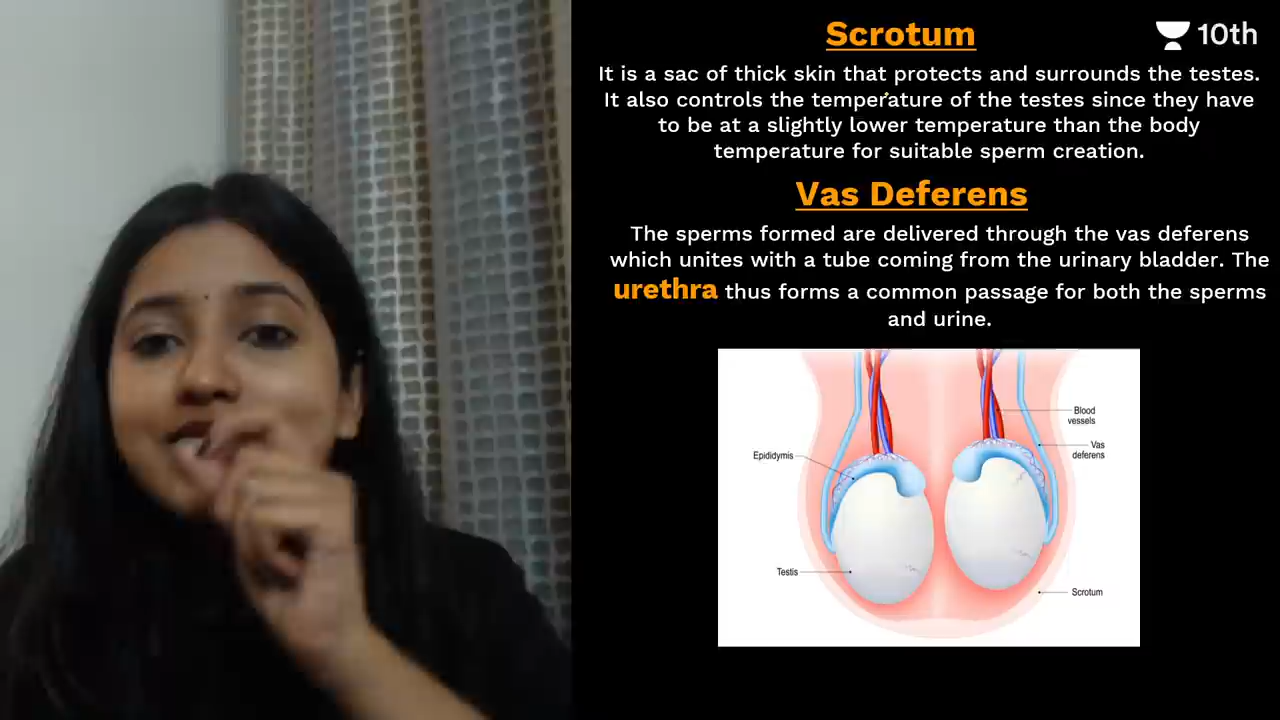 Scrotum
10th
It is a sac of thick skin that protects and surrounds the testes.
It also controls the temperature of the testes since they have
to be at a slightly lower temperature than the body
temperature for suitable sperm creation.
Vas Deferens
The sperms formed are delivered through the vas deferens
which unites with a tube coming from the urinary bladder. The
urethra thus forms a common passage for both the sperms
and urine.
Blood
vessels
Vas
deferens
Epididymis
Testis
Scrotum